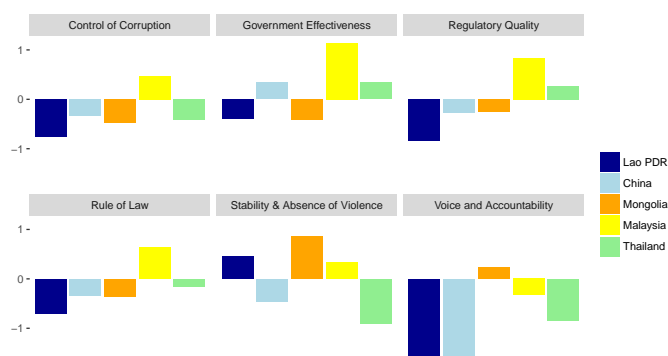 Control of Corruption
Government Effectiveness
Regulatory Quality
1
0
−1
Rule of Law
Stability & Absence of Violence
Voice and Accountability
1
0
−1
Lao PDR
China
Mongolia
Malaysia
Thailand